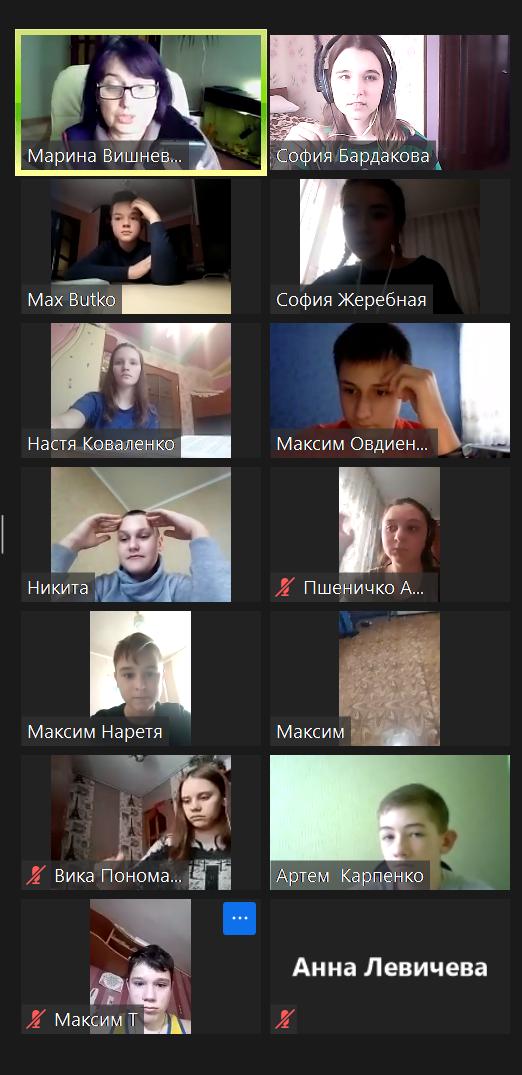 Марина Вишнев...
София Бардакова
Max Butko
София Жеребная
Настя Коваленко
Максим Овдиен...
Никита
Пшеничко А...
Максим Наретя
Максим
Вика Понома...
Артем Карпенко
Максим Т
Анна Левичева